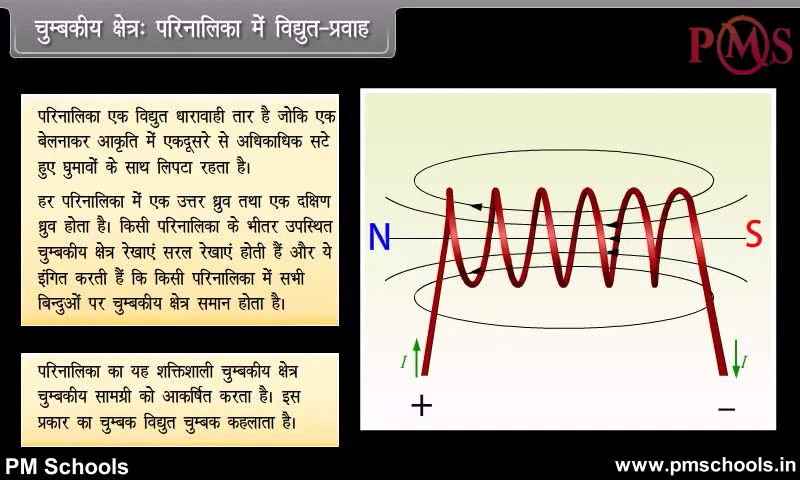 चुम्बकीय क्षेत्रः परिनालिका में विद्युत-प्रवाह
PMS
परिनालिका एक विद्युत धारावाही तार है जोकि एक
बेलनाकर आकृति में एकदूसरे से अधिकाधिक सटे
हुए घुमावों के साथ लिपटा रहता है।
हर परिनालिका में एक उत्तर ध्रुव तथा एक दक्षिण
ध्रुव होता है। किसी परिनालिका के भीतर उपस्थित
चुम्बकीय क्षेत्र रेखाएं सरल रेखाएं होती हैं और ये
इंगित करती हैं कि किसी परिनालिका में सभी
बिन्दुओं पर चुम्बकीय क्षेत्र समान होता है।
परिनालिका का यह शक्तिशाली चुम्बकीय क्षेत्र
चुम्बकीय सामग्री को आकर्षित करता है। इस
प्रकार का चुम्बक विद्युत चुम्बक कहलाता है।
N
S
I
I
+
–
PM Schools
www.pmschools.in